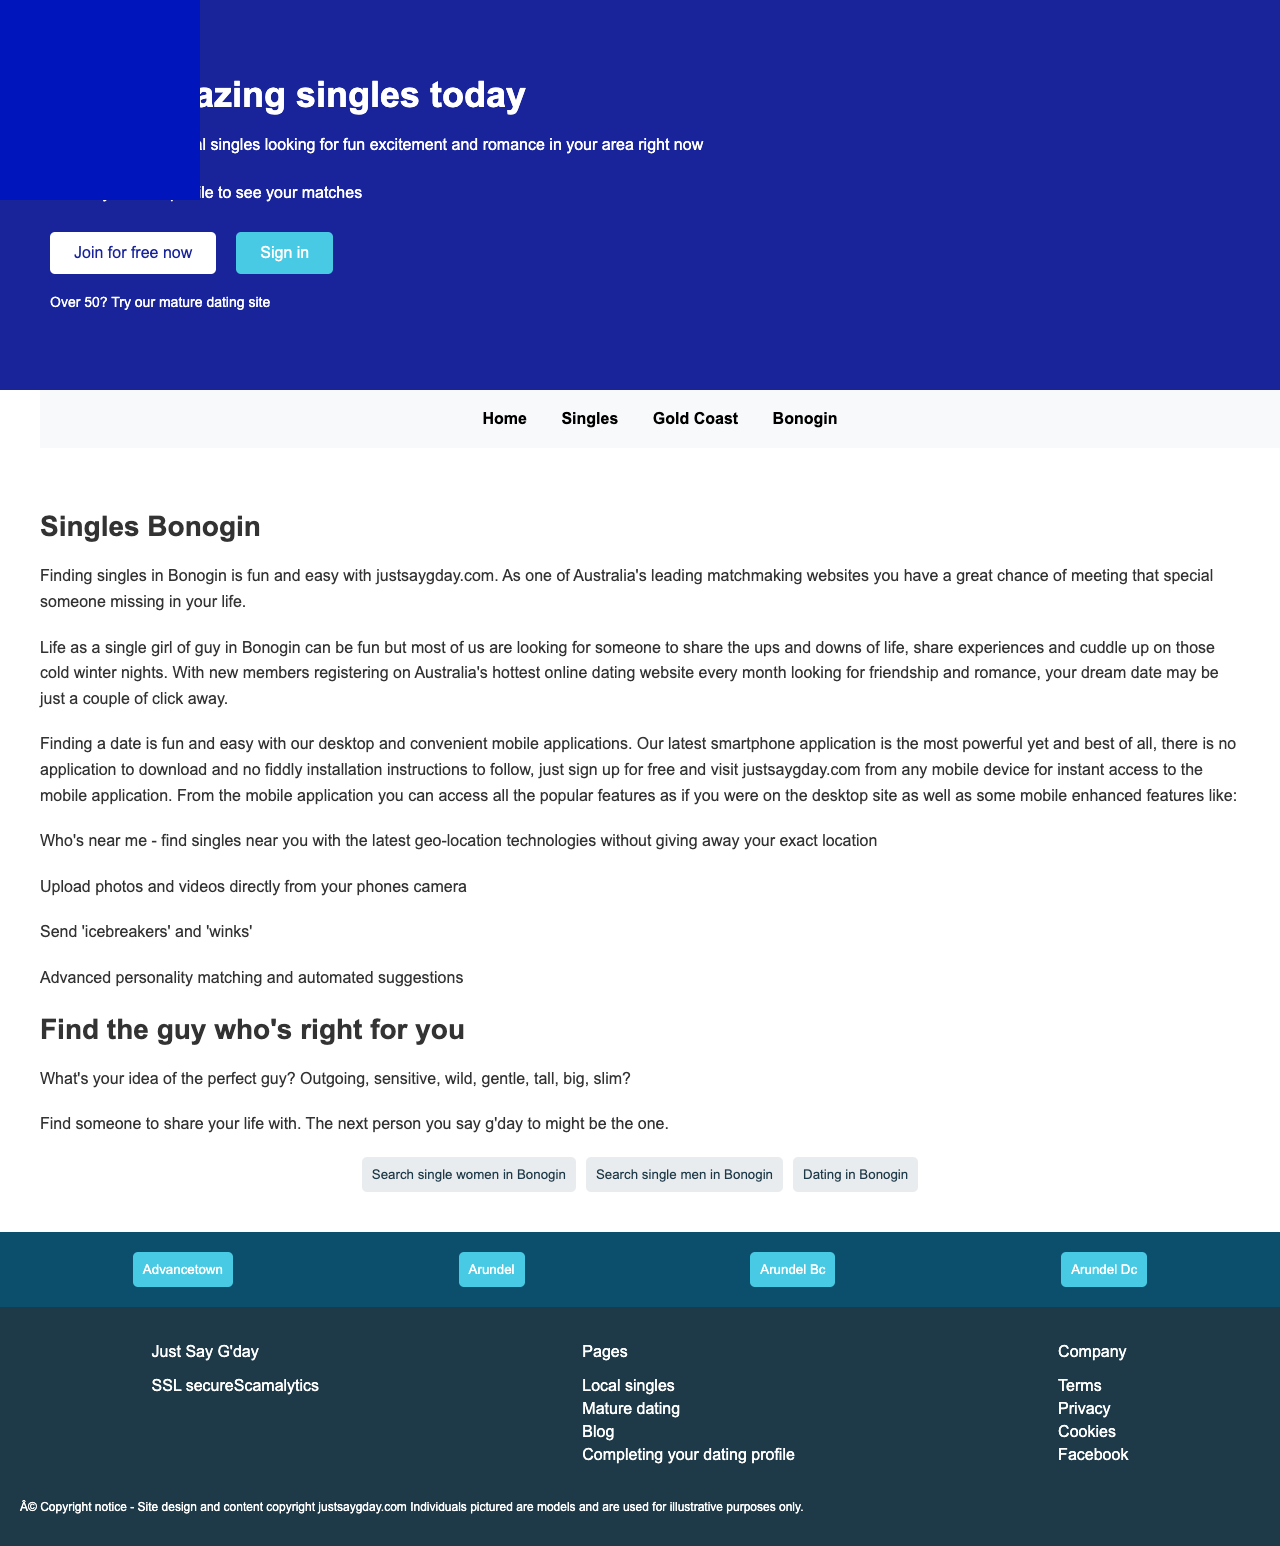 azing singles today
al singles looking for fun excitement and romance in your area right now
to see your matches
Join for free now
Sign in
Over 50? Try our mature dating site
Home
Singles
Gold Coast
Bonogin
Singles Bonogin
Finding singles in Bonogin is fun and easy with justsaygday.com. As one of Australia's leading matchmaking websites you have a great chance of meeting that special
someone missing in your life.
Life as a single girl of guy in Bonogin can be fun but most of us are looking for someone to share the ups and downs of life, share experiences and cuddle up on those
cold winter nights. With new members registering on Australia's hottest online dating website every month looking for friendship and romance, your dream date may be
just a couple of click away.
Finding a date is fun and easy with our desktop and convenient mobile applications. Our latest smartphone application is the most powerful yet and best of all, there is no
application to download and no fiddly installation instructions to follow, just sign up for free and visit justsaygday.com from any mobile device for instant access to the
mobile application. From the mobile application you can access all the popular features as if you were on the desktop site as well as some mobile enhanced features like:
Who's near me - find singles near you with the latest geo-location technologies without giving away your exact location
Upload photos and videos directly from your phones camera
Send 'icebreakers' and 'winks'
Advanced personality matching and automated suggestions
Find the guy who's right for you
What's your idea of the perfect guy? Outgoing, sensitive, wild, gentle, tall, big, slim?
Find someone to share your life with. The next person you say g'day to might be the one.
Search single women in Bonogin
Search single men in Bonogin
Dating in Bonogin
Advancetown
Arundel
Arundel Bc
Arundel Dc
Just Say G'day
SSL secureScamalytics
Pages
Local singles
Mature dating
Blog
Completing your dating profile
Company
Terms
Privacy
Cookies
Facebook
Â© Copyright notice - Site design and content copyright justsaygday.com Individuals pictured are models and are used for illustrative purposes only.